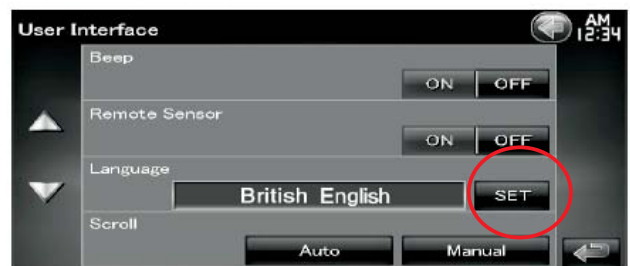 User Interface
AM
12:34
Beep
ON OFF
Remote Sensor
ON OFF
Language
British English SET
Scroll
Auto Manual